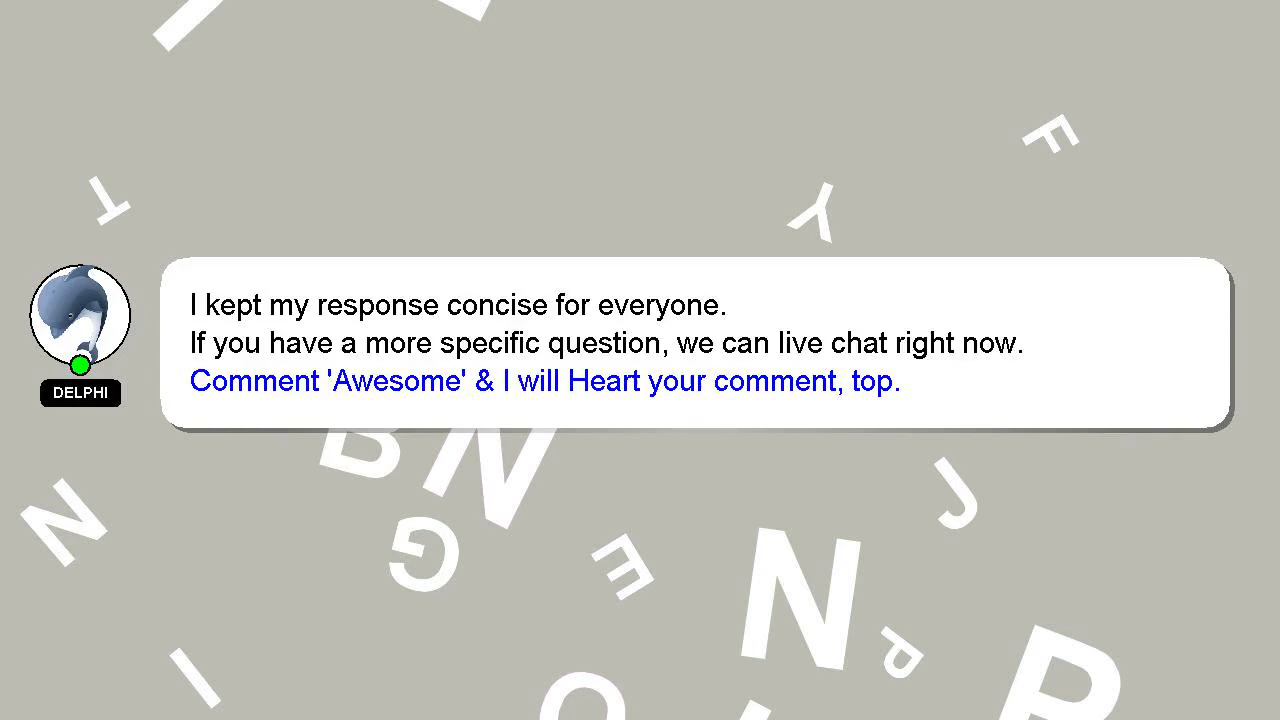 I kept my response concise for everyone.
If you have a more specific question, we can live chat right now.
Comment 'Awesome' & I will Heart your comment, top.
DELPHI
T
F
Y
B
N
N
G
E
J
N
P
I
O